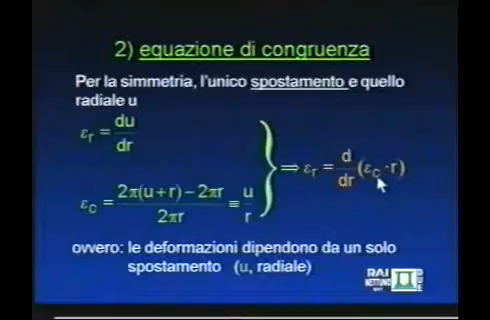 2) equazione di congruenza
Per la simmetria, l'unico spostamento e quello
radiale u
εr = du/dr
εc = 2π(u+r) − 2πr / 2πr ≡ u/r
⇒ εr = d/dr (εc · r)
ovvero: le deformazioni dipendono da un solo
spostamento (u, radiale)
RAI